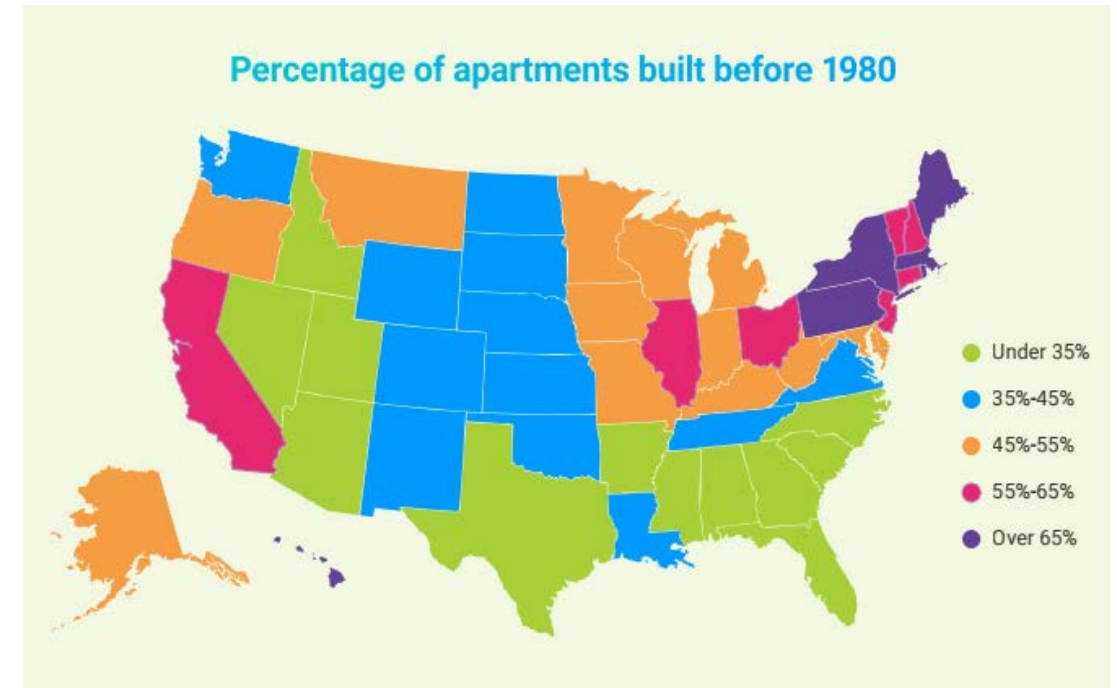 Percentage of apartments built before 1980
Under 35%
35%-45%
45%-55%
55%-65%
Over 65%